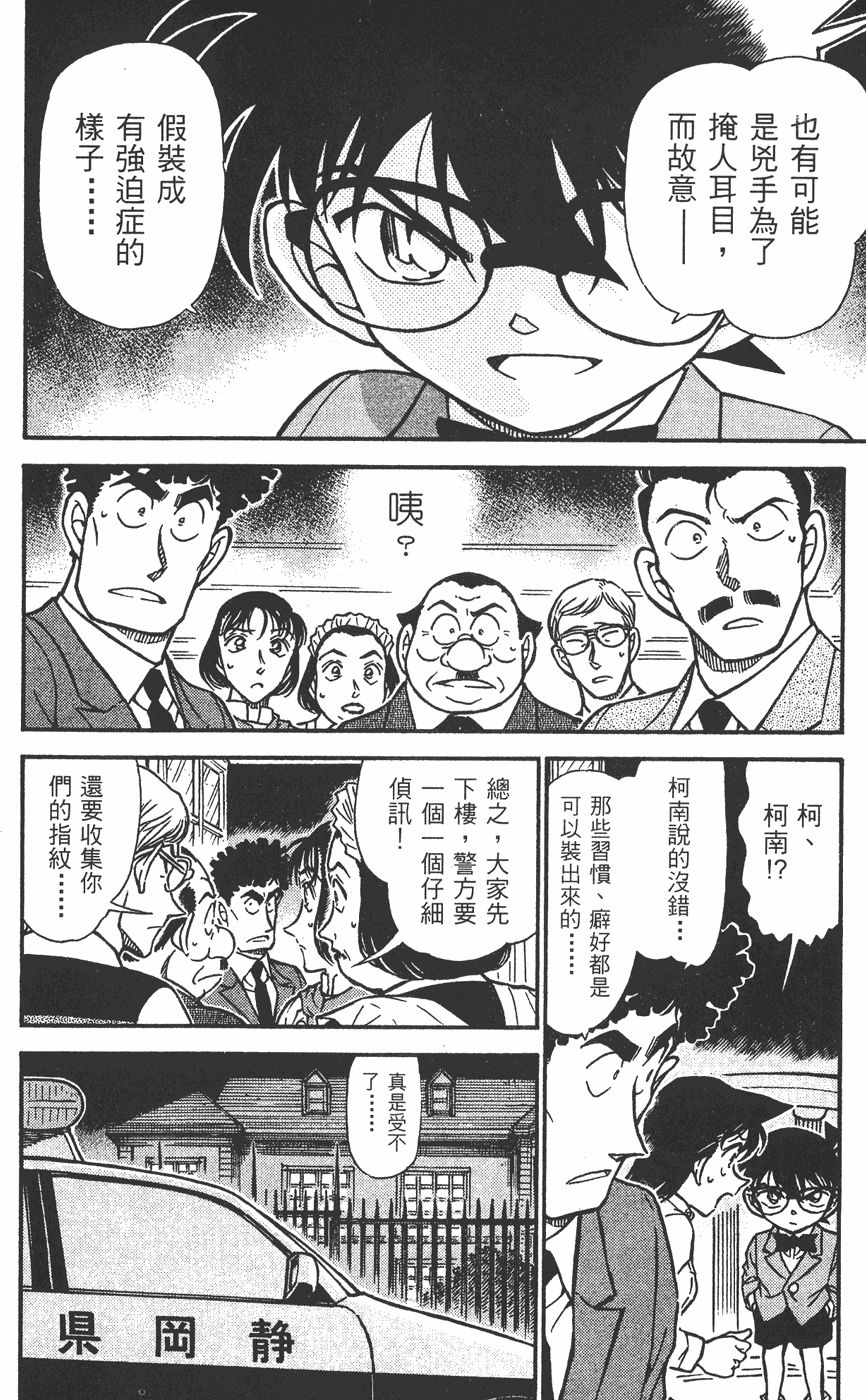 也有可能
是兇手為了
掩人耳目，
而故意——
假裝成
有強迫症的
樣子……
咦？
柯、
柯南!?
柯南說的沒錯…
那些習慣、癖好都是
可以裝出來的……
總之，大家先
下樓，警方要
一個一個仔細
偵訊！
還要收集你
們的指紋……
真是受不
了……
県岡静